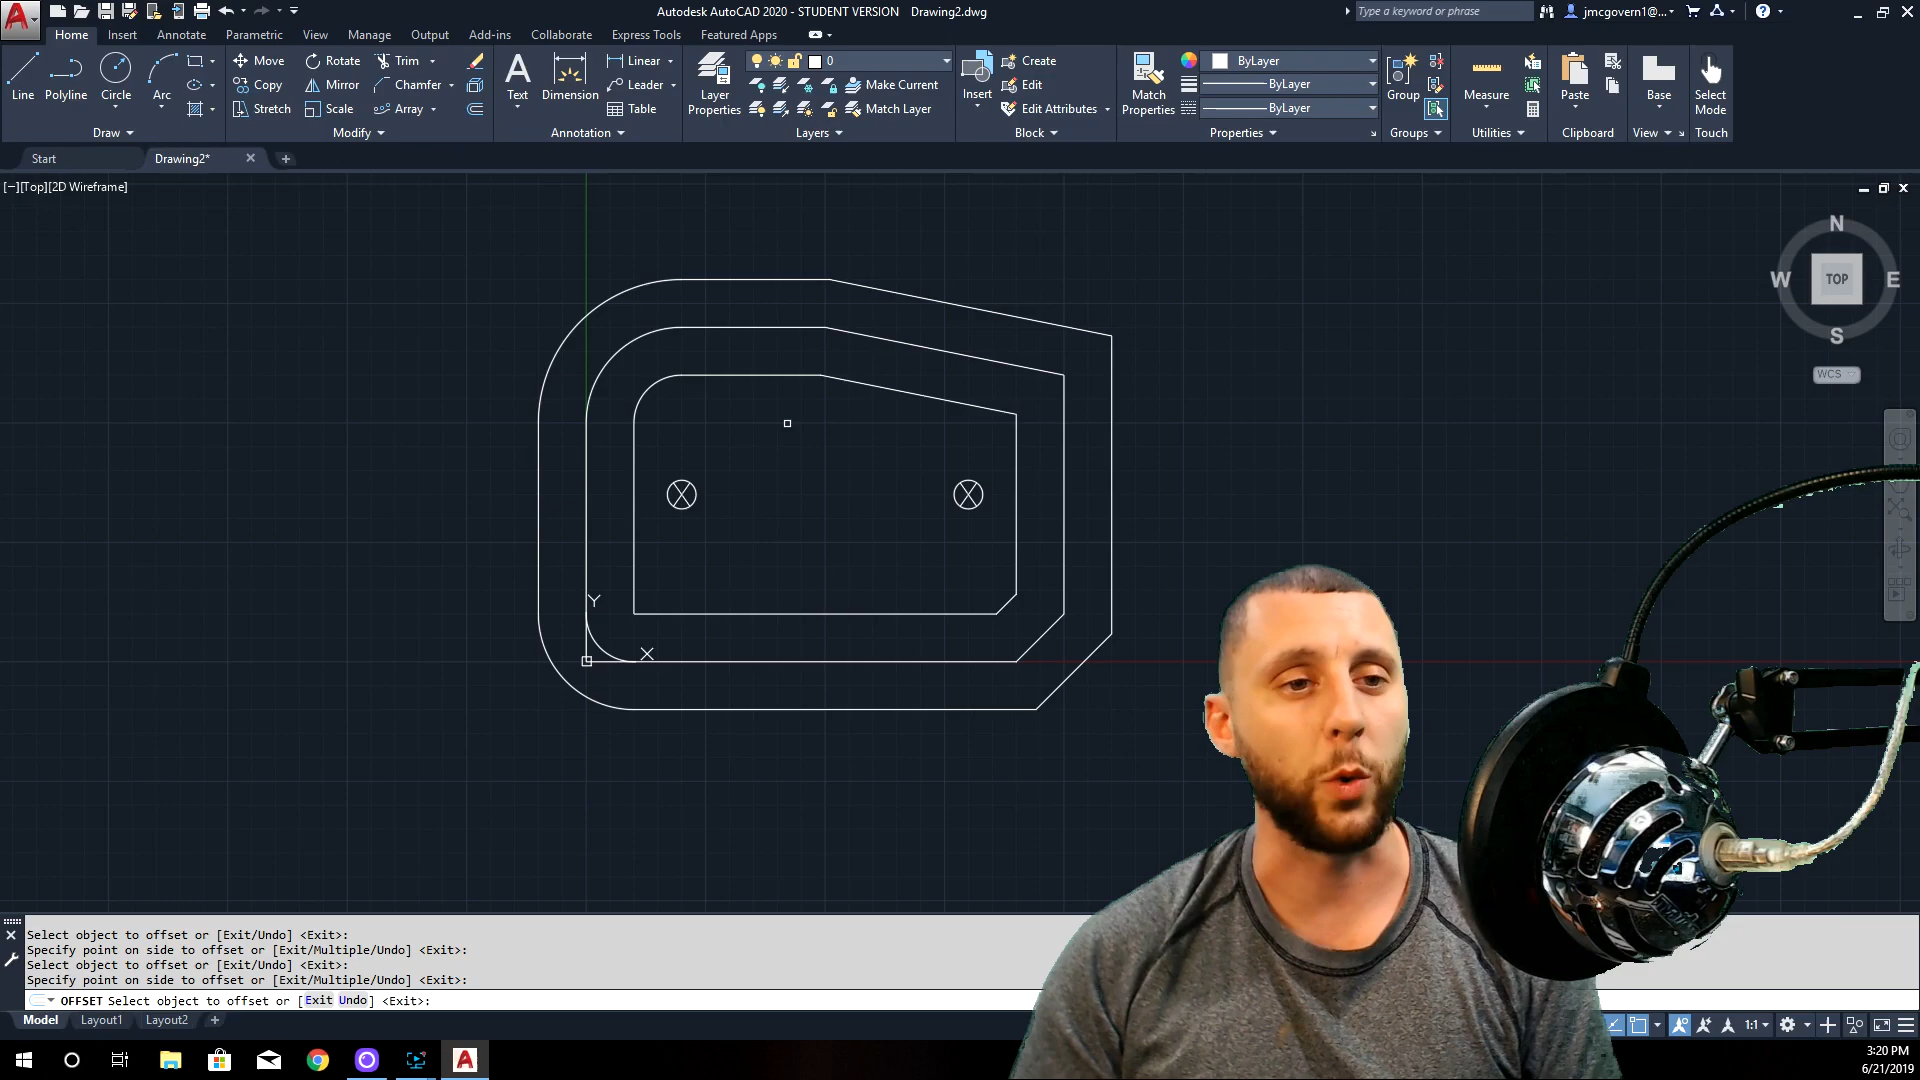 Autodesk AutoCAD 2020 - STUDENT VERSION Drawing2.dwg
Type a keyword or phrase
jmcgovern1@...
Home Insert Annotate Parametric View Manage Output Add-ins Collaborate Express Tools Featured Apps
Line Polyline Circle Arc
Move Rotate Trim
Copy Mirror Chamfer
Stretch Scale Array
Text Dimension
Linear
Leader
Table
Layer Properties
0
Make Current
Match Layer
Insert
Create
Edit
Edit Attributes
Match Properties
ByLayer
ByLayer
ByLayer
Group Measure Paste Base Select Mode
Draw Modify Annotation Layers Block Properties Groups Utilities Clipboard View Touch
Start Drawing2*
[−][Top][2D Wireframe]
N
W TOP E
S
WCS
Y
X
Select object to offset or [Exit/Undo] <Exit>:
Specify point on side to offset or [Exit/Multiple/Undo] <Exit>:
Select object to offset or [Exit/Undo] <Exit>:
Specify point on side to offset or [Exit/Multiple/Undo] <Exit>:
OFFSET Select object to offset or [Exit Undo] <Exit>:
Model Layout1 Layout2
1:1
3:20 PM
6/21/2019